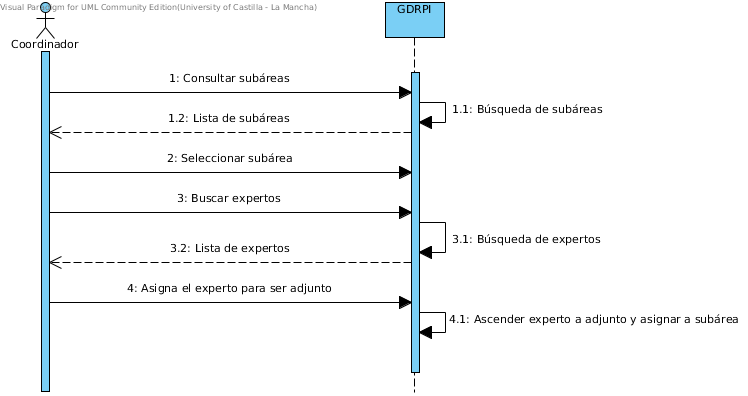 Visual Paradigm for UML Community Edition(University of Castilla - La Mancha)
GDRPI
Coordinador
1: Consultar subáreas
1.1: Búsqueda de subáreas
1.2: Lista de subáreas
2: Seleccionar subárea
3: Buscar expertos
3.1: Búsqueda de expertos
3.2: Lista de expertos
4: Asigna el experto para ser adjunto
4.1: Ascender experto a adjunto y asignar a subárea